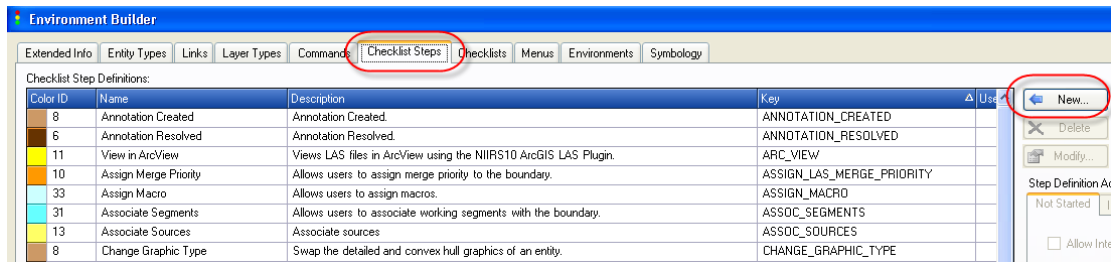 Environment Builder
Extended Info Entity Types Links Layer Types Commands Checklist Steps Checklists Menus Environments Symbology
Checklist Step Definitions:
Color ID Name Description Key Use
8 Annotation Created Annotation Created. ANNOTATION_CREATED
6 Annotation Resolved Annotation Resolved. ANNOTATION_RESOLVED
11 View in ArcView Views LAS files in ArcView using the NIIRS10 ArcGIS LAS Plugin. ARC_VIEW
10 Assign Merge Priority Allows users to assign merge priority to the boundary. ASSIGN_LAS_MERGE_PRIORITY
33 Assign Macro Allows users to assign macros. ASSIGN_MACRO
31 Associate Segments Allows users to associate working segments with the boundary. ASSOC_SEGMENTS
13 Associate Sources Associate sources ASSOC_SOURCES
8 Change Graphic Type Swap the detailed and convex hull graphics of an entity. CHANGE_GRAPHIC_TYPE
New...
Delete
Modify...
Step Definition Ac
Not Started
Allow Inte